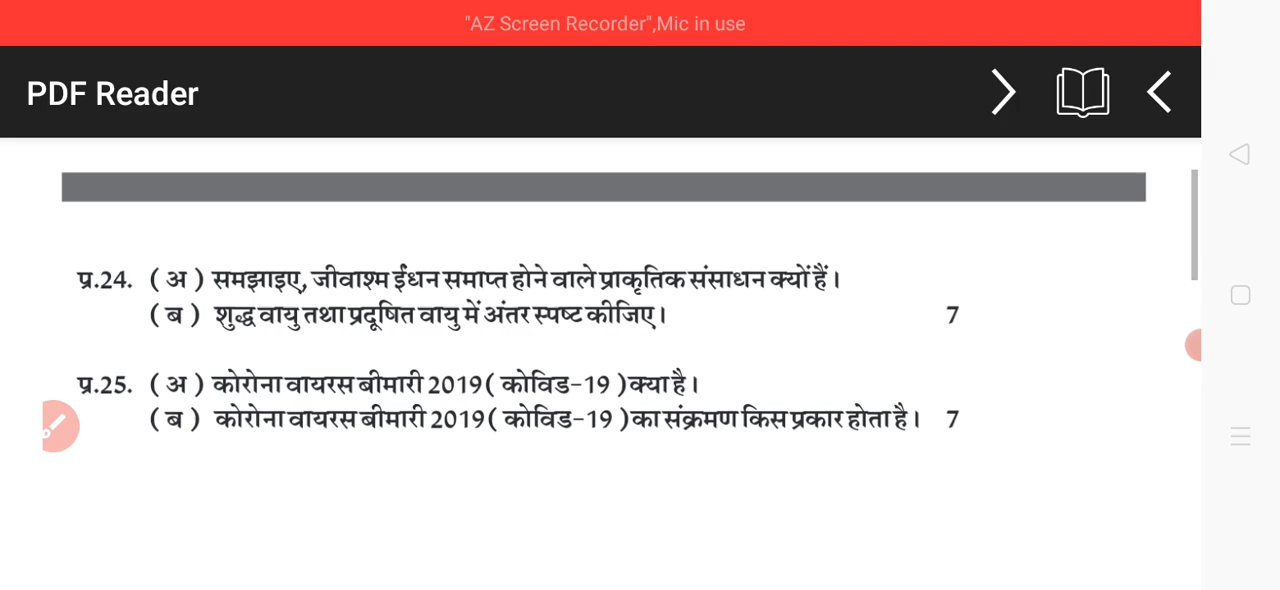 "AZ Screen Recorder",Mic in use
PDF Reader
प्र.24. ( अ ) समझाइए, जीवाश्म ईंधन समाप्त होने वाले प्राकृतिक संसाधन क्यों हैं।
( ब ) शुद्ध वायु तथा प्रदूषित वायु में अंतर स्पष्ट कीजिए। 7
प्र.25. ( अ ) कोरोना वायरस बीमारी 2019 ( कोविड-19 ) क्या है।
( ब ) कोरोना वायरस बीमारी 2019 ( कोविड-19 ) का संक्रमण किस प्रकार होता है। 7